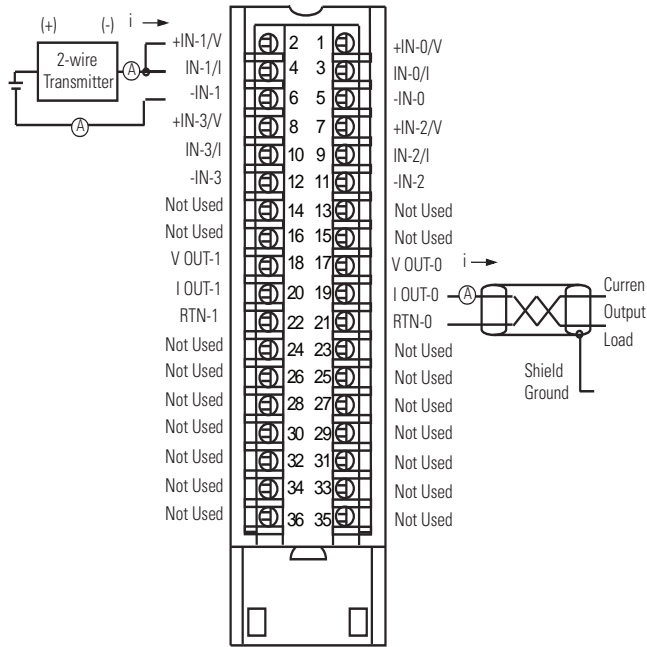 (+) (-) i
2-wire
Transmitter
A
A
+IN-1/V 2 1 +IN-0/V
IN-1/I 4 3 IN-0/I
-IN-1 6 5 -IN-0
+IN-3/V 8 7 +IN-2/V
IN-3/I 10 9 IN-2/I
-IN-3 12 11 -IN-2
Not Used 14 13 Not Used
Not Used 16 15 Not Used
V OUT-1 18 17 V OUT-0 i
I OUT-1 20 19 I OUT-0 A
RTN-1 22 21 RTN-0
Curren
Output
Load
Shield
Ground
Not Used 24 23 Not Used
Not Used 26 25 Not Used
Not Used 28 27 Not Used
Not Used 30 29 Not Used
Not Used 32 31 Not Used
Not Used 34 33 Not Used
Not Used 36 35 Not Used